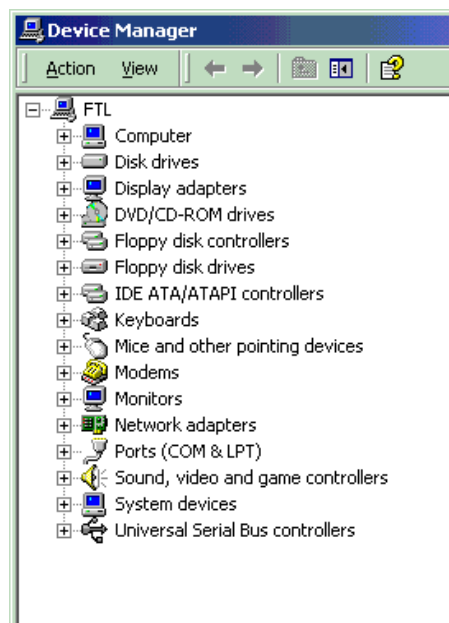 Device Manager
Action View
FTL
Computer
Disk drives
Display adapters
DVD/CD-ROM drives
Floppy disk controllers
Floppy disk drives
IDE ATA/ATAPI controllers
Keyboards
Mice and other pointing devices
Modems
Monitors
Network adapters
Ports (COM & LPT)
Sound, video and game controllers
System devices
Universal Serial Bus controllers